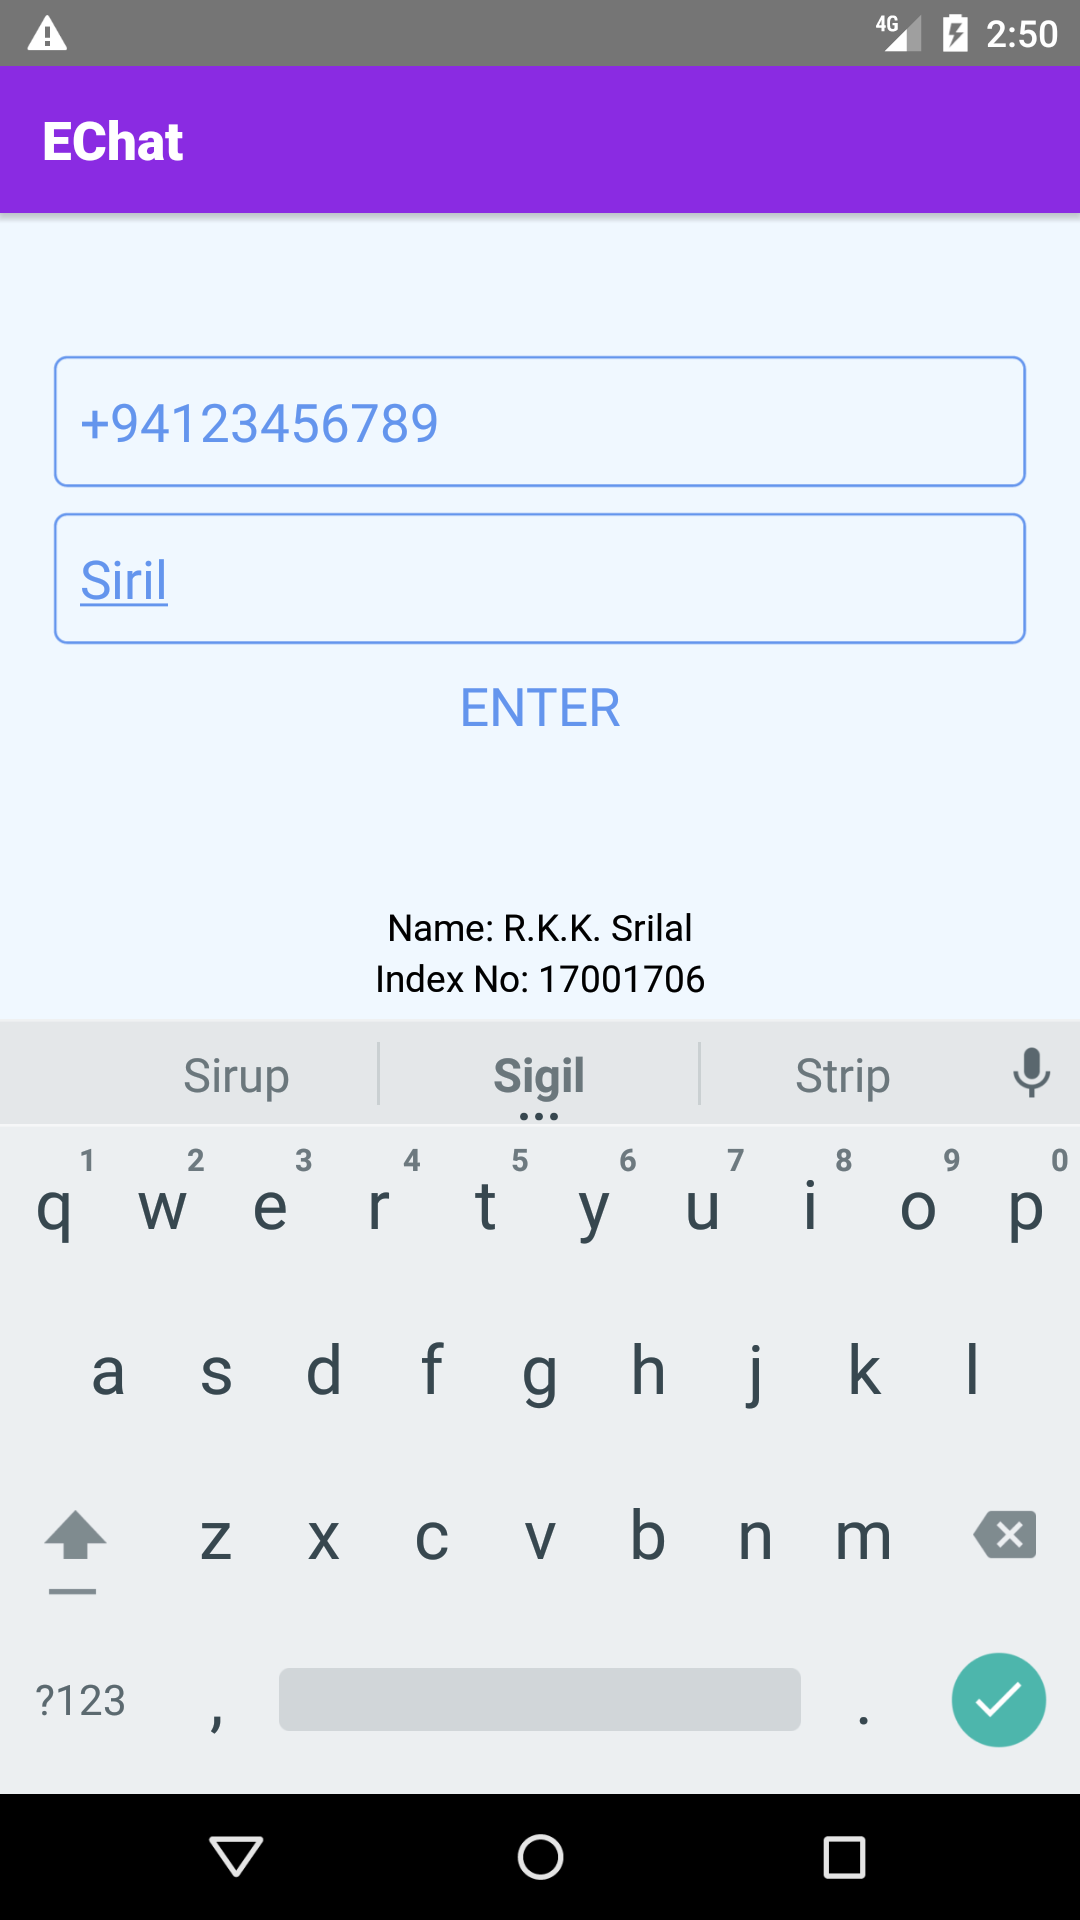 4G 2:50
EChat
+94123456789
Siril
ENTER
Name: R.K.K. Srilal
Index No: 17001706
Sirup Sigil Strip
1 2 3 4 5 6 7 8 9 0
q w e r t y u i o p
a s d f g h j k l
z x c v b n m
?123 , .